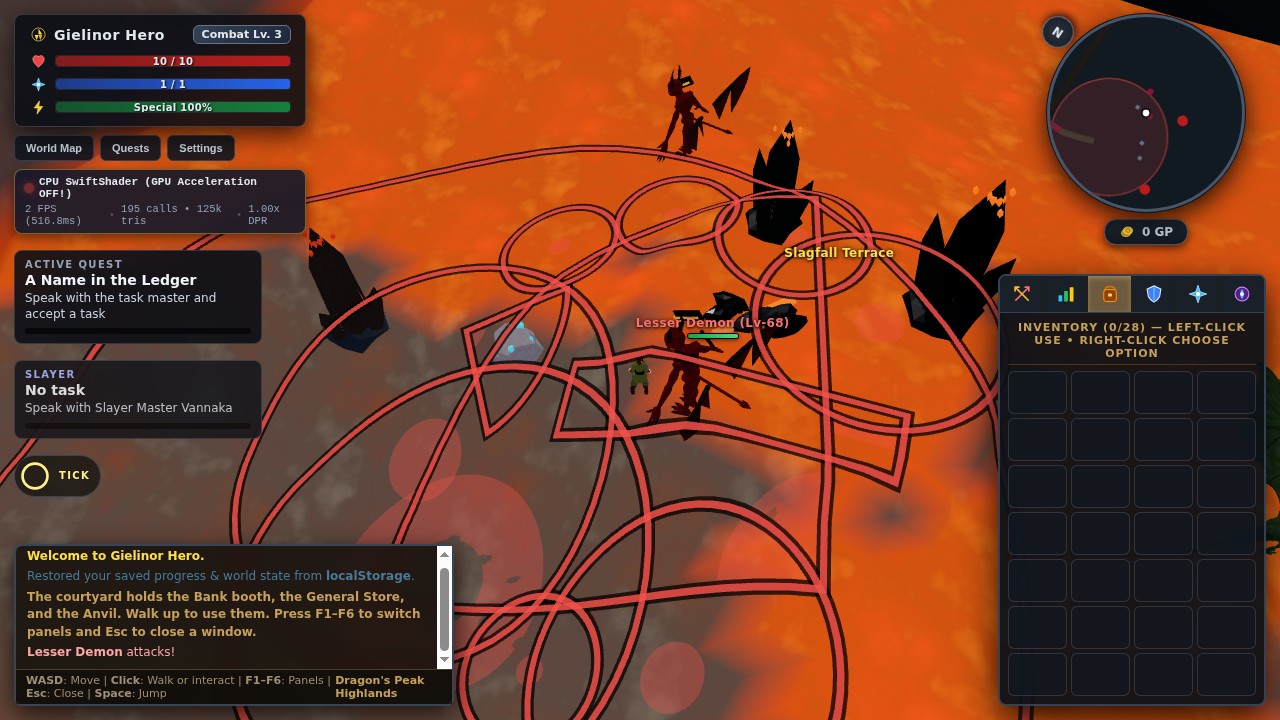 Gielinor Hero
Combat Lv. 3
10 / 10
1 / 1
Special 100%
World Map
Quests
Settings
CPU SwiftShader (GPU Acceleration
OFF!)
2 FPS
(516.8ms)
• 195 calls • 125k
tris
• 1.00x
DPR
ACTIVE QUEST
A Name in the Ledger
Speak with the task master and
accept a task
SLAYER
No task
Speak with Slayer Master Vannaka
TICK
Welcome to Gielinor Hero.
Restored your saved progress & world state from localStorage.
The courtyard holds the Bank booth, the General Store,
and the Anvil. Walk up to use them. Press F1–F6 to switch
panels and Esc to close a window.
Lesser Demon attacks!
WASD: Move | Click: Walk or interact | F1–F6: Panels |
Esc: Close | Space: Jump
Dragon's Peak
Highlands
Slagfall Terrace
Lesser Demon (Lv-68)
N
0 GP
INVENTORY (0/28) — LEFT-CLICK
USE • RIGHT-CLICK CHOOSE
OPTION